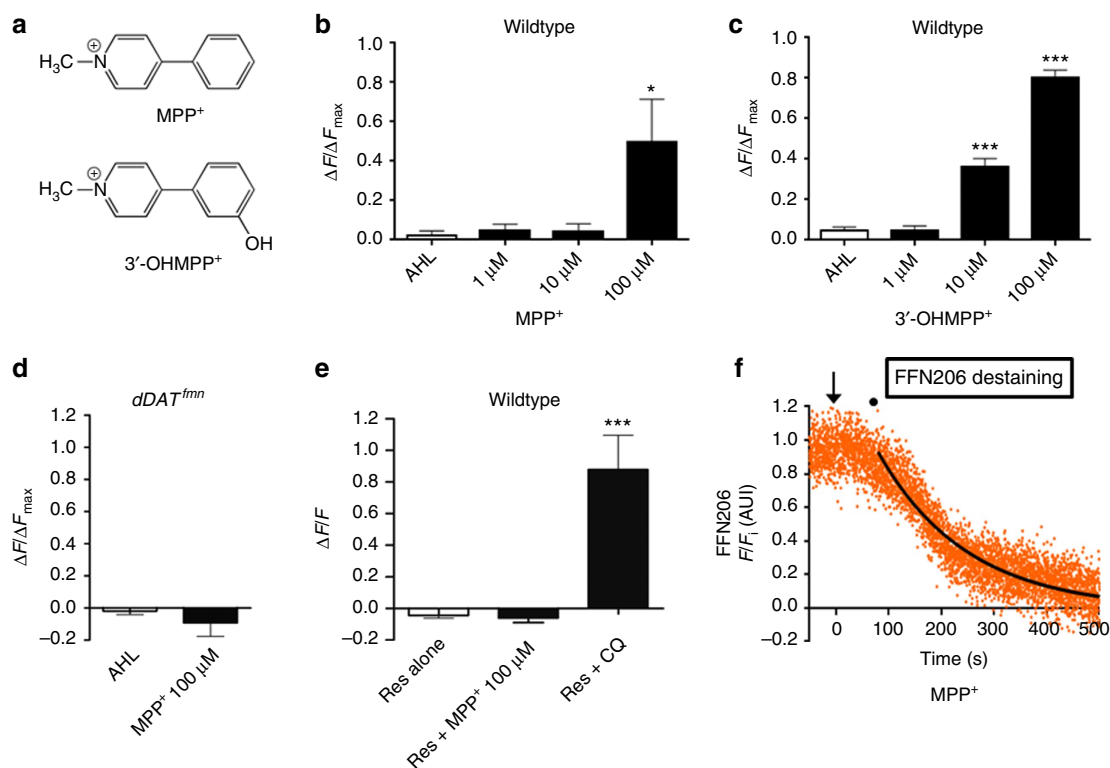 a
H₃C
N
⊕
MPP⁺
H₃C
N
⊕
OH
3′-OHMPP⁺
b
Wildtype
ΔF/ΔFmax
1.0
0.8
0.6
0.4
0.2
0.0
*
AHL
1 μM
10 μM
100 μM
MPP⁺
c
Wildtype
ΔF/ΔFmax
1.0
0.8
0.6
0.4
0.2
0.0
***
***
AHL
1 μM
10 μM
100 μM
3′-OHMPP⁺
d
dDATᶠᵐⁿ
ΔF/ΔFmax
1.2
1.0
0.8
0.6
0.4
0.2
0.0
−0.2
AHL
MPP⁺ 100 μM
e
Wildtype
ΔF/F
1.2
1.0
0.8
0.6
0.4
0.2
0.0
−0.2
***
Res alone
Res + MPP⁺ 100 μM
Res + CQ
f
FFN206 destaining
FFN206
F/Fᵢ (AUI)
1.2
1.0
0.8
0.6
0.4
0.2
0.0
−0.2
0 100 200 300 400 500
Time (s)
MPP⁺